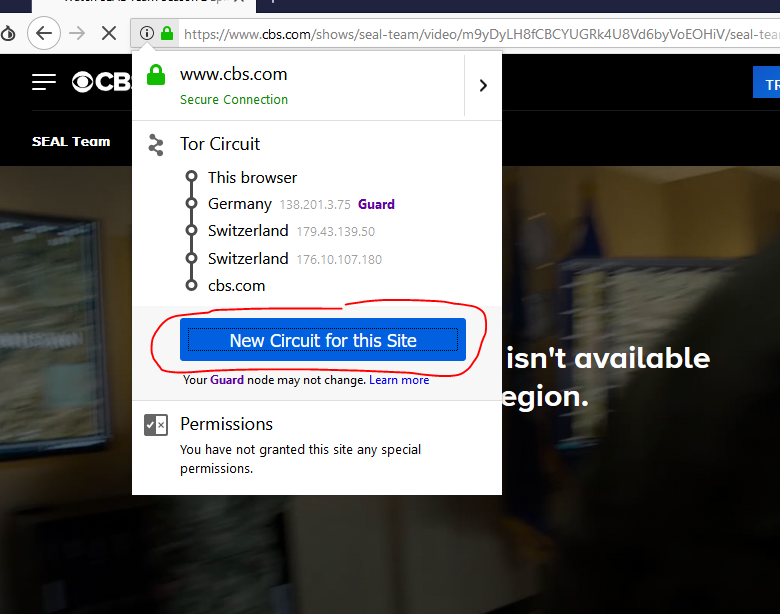 https://www.cbs.com/shows/seal-team/video/m9yDyLH8fCBCYUGRk4U8Vd6byVoEOHiV/seal-tea
CBS
TR
SEAL Team
www.cbs.com
Secure Connection
Tor Circuit
This browser
Germany 138.201.3.75 Guard
Switzerland 179.43.139.50
Switzerland 176.10.107.180
cbs.com
New Circuit for this Site
Your Guard node may not change. Learn more
Permissions
You have not granted this site any special
permissions.
isn't available
egion.